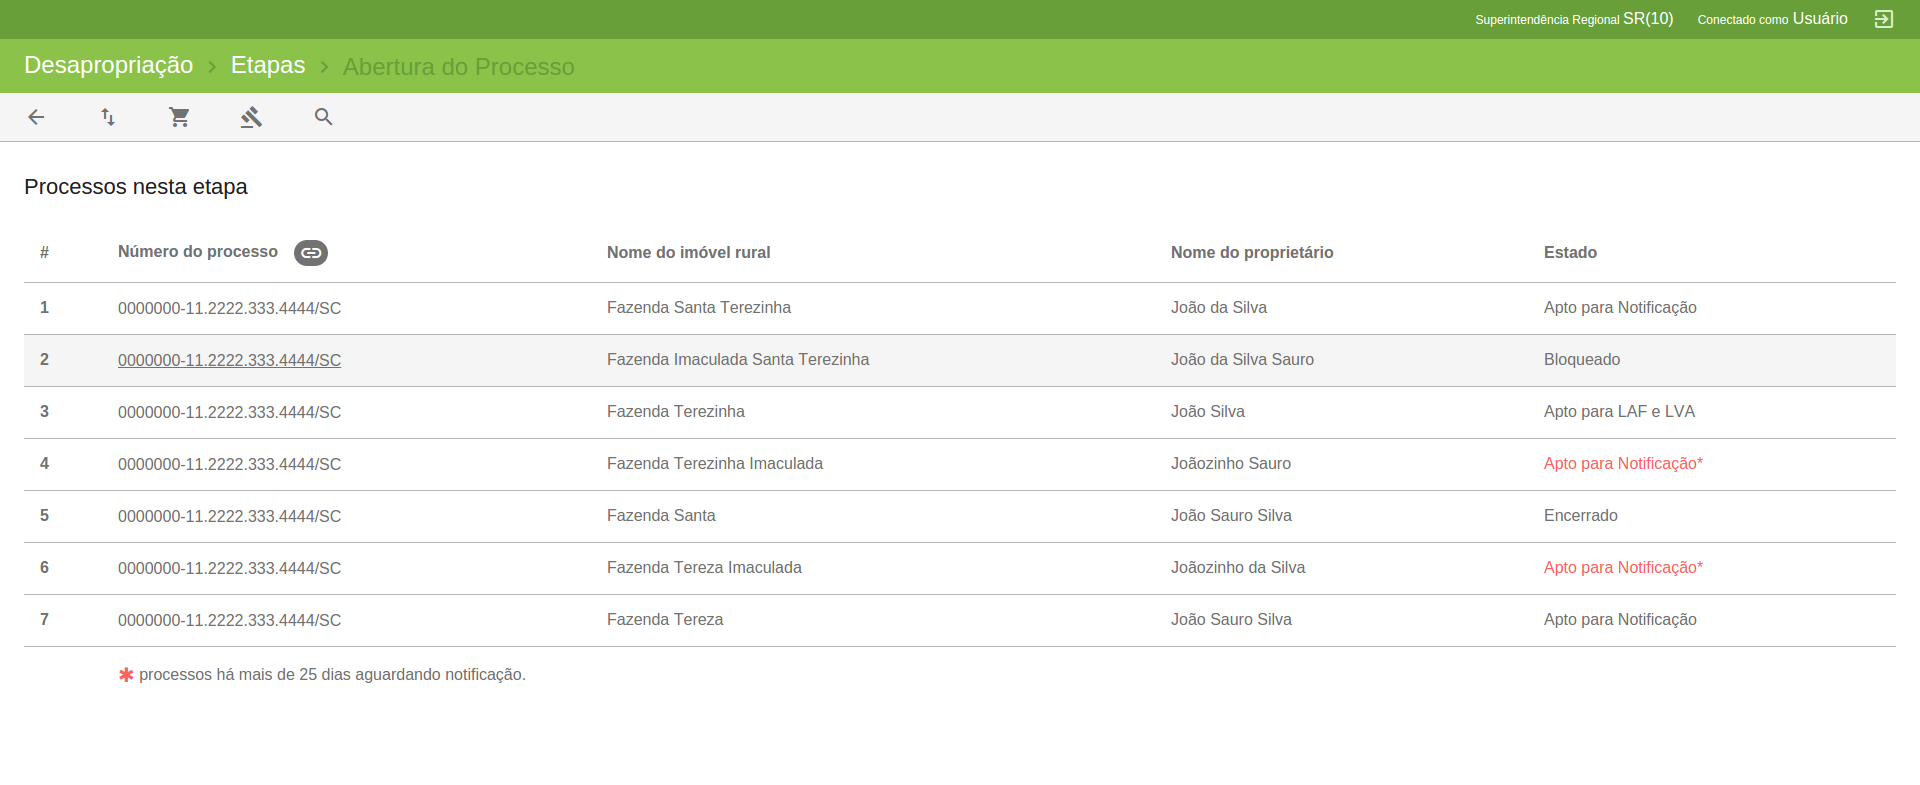 Superintendência Regional SR(10) Conectado como Usuário
Desapropriação › Etapas › Abertura do Processo
Processos nesta etapa
# Número do processo Nome do imóvel rural Nome do proprietário Estado
1 0000000-11.2222.333.4444/SC Fazenda Santa Terezinha João da Silva Apto para Notificação
2 0000000-11.2222.333.4444/SC Fazenda Imaculada Santa Terezinha João da Silva Sauro Bloqueado
3 0000000-11.2222.333.4444/SC Fazenda Terezinha João Silva Apto para LAF e LVA
4 0000000-11.2222.333.4444/SC Fazenda Terezinha Imaculada Joãozinho Sauro Apto para Notificação*
5 0000000-11.2222.333.4444/SC Fazenda Santa João Sauro Silva Encerrado
6 0000000-11.2222.333.4444/SC Fazenda Tereza Imaculada Joãozinho da Silva Apto para Notificação*
7 0000000-11.2222.333.4444/SC Fazenda Tereza João Sauro Silva Apto para Notificação
✱ processos há mais de 25 dias aguardando notificação.